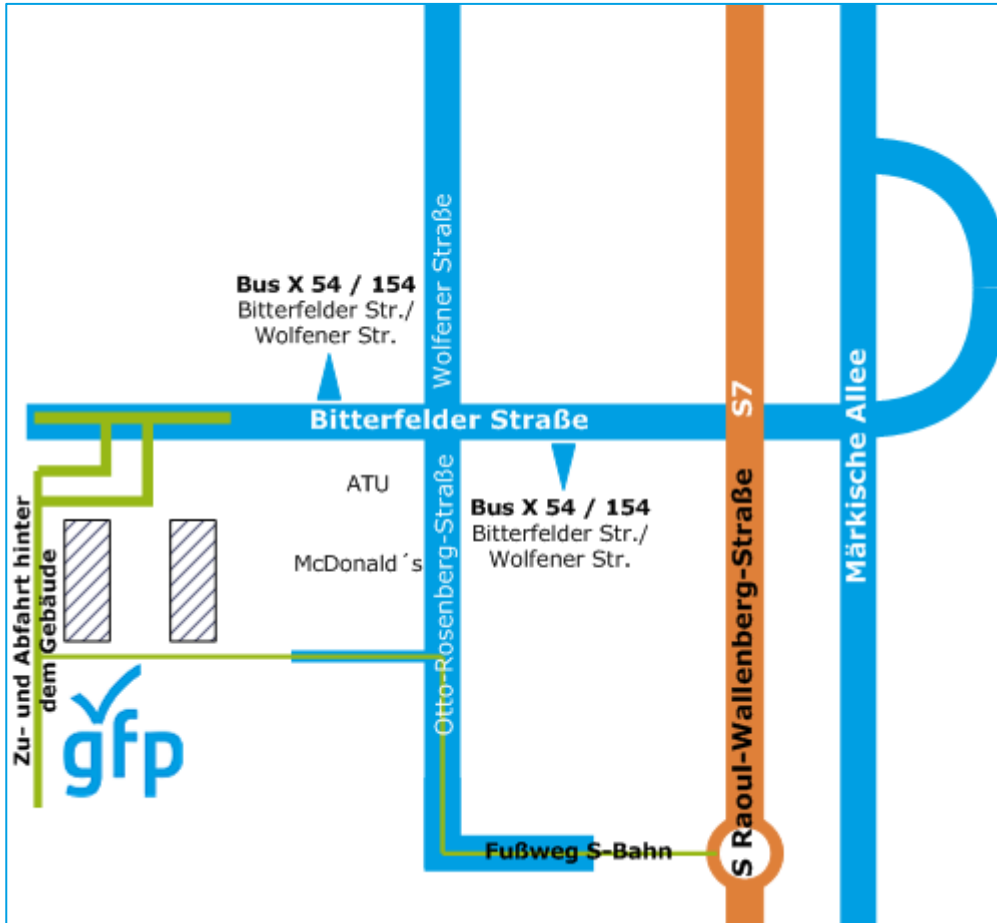 Wolfener Straße
Bus X 54 / 154
Bitterfelder Str./
Wolfener Str.
S7
Bitterfelder Straße
Märkische Allee
ATU
Otto-Rosenberg-Straße
Bus X 54 / 154
Bitterfelder Str./
Wolfener Str.
McDonald´s
S Raoul-Wallenberg-Straße
Zu- und Abfahrt hinter
dem Gebäude
gfp
Fußweg S-Bahn